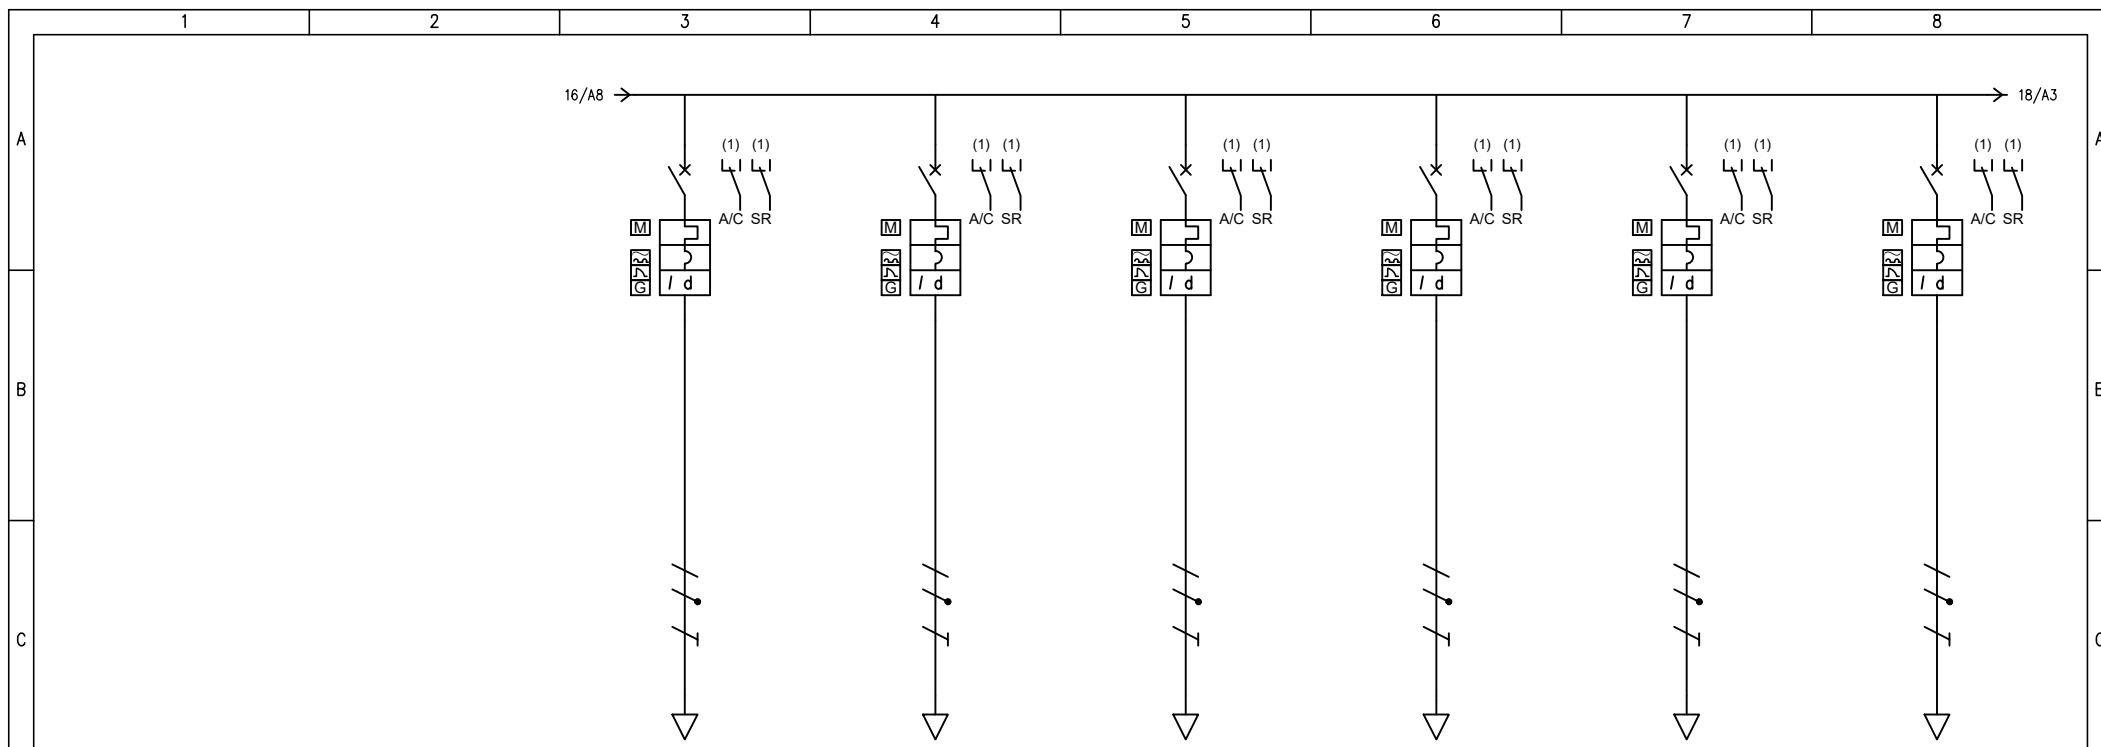 1 2 3 4 5 6 7 8
16/A8 18/A3
A A
(1) (1) (1) (1) (1) (1) (1) (1) (1) (1) (1) (1)
A/C SR A/C SR A/C SR A/C SR A/C SR A/C SR
M M M M M M
G I d G I d G I d G I d G I d G I d
B B
C C